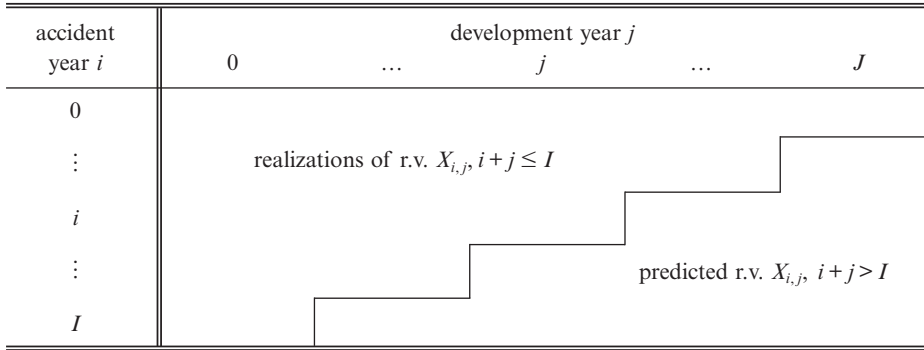 accident year i
development year j
0 … j … J
0
⋮
i
⋮
I
realizations of r.v. X_{i,j}, i + j ≤ I
predicted r.v. X_{i,j}, i + j > I